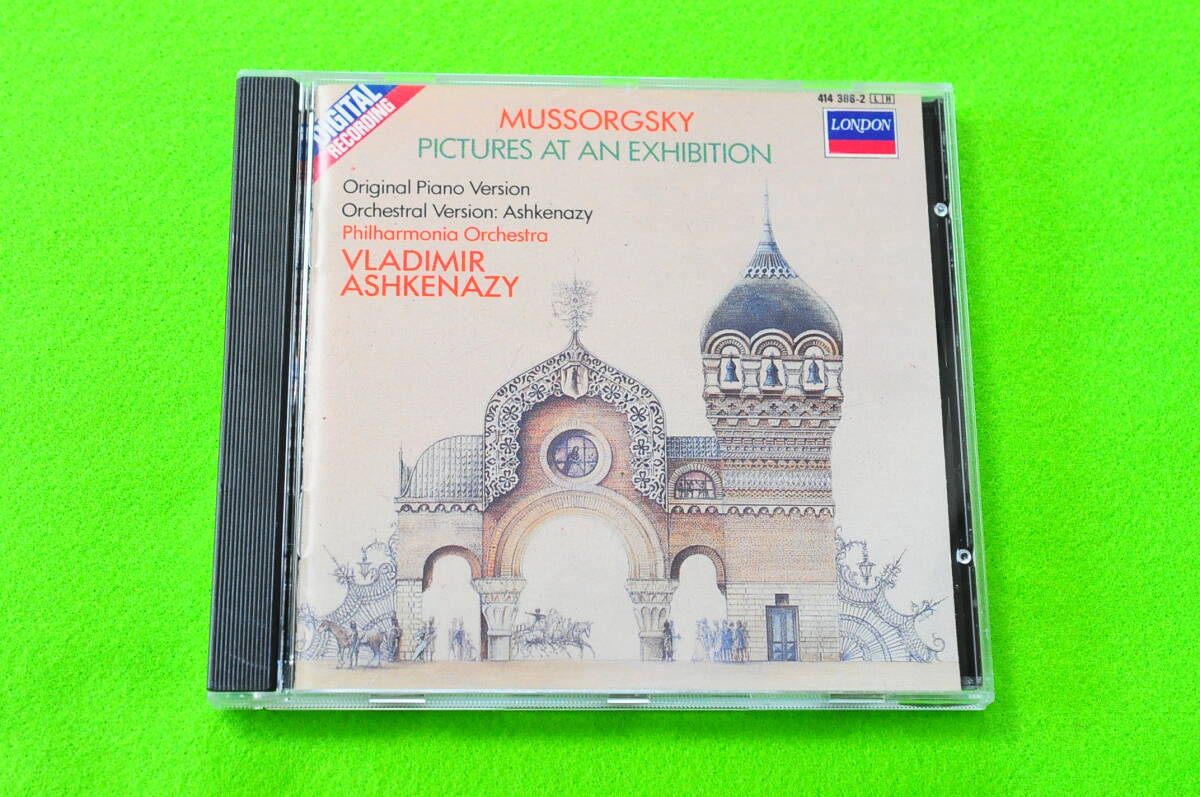 DIGITAL
RECORDING
MUSSORGSKY
PICTURES AT AN EXHIBITION
414 386-2 L H
LONDON
Original Piano Version
Orchestral Version: Ashkenazy
Philharmonia Orchestra
VLADIMIR
ASHKENAZY